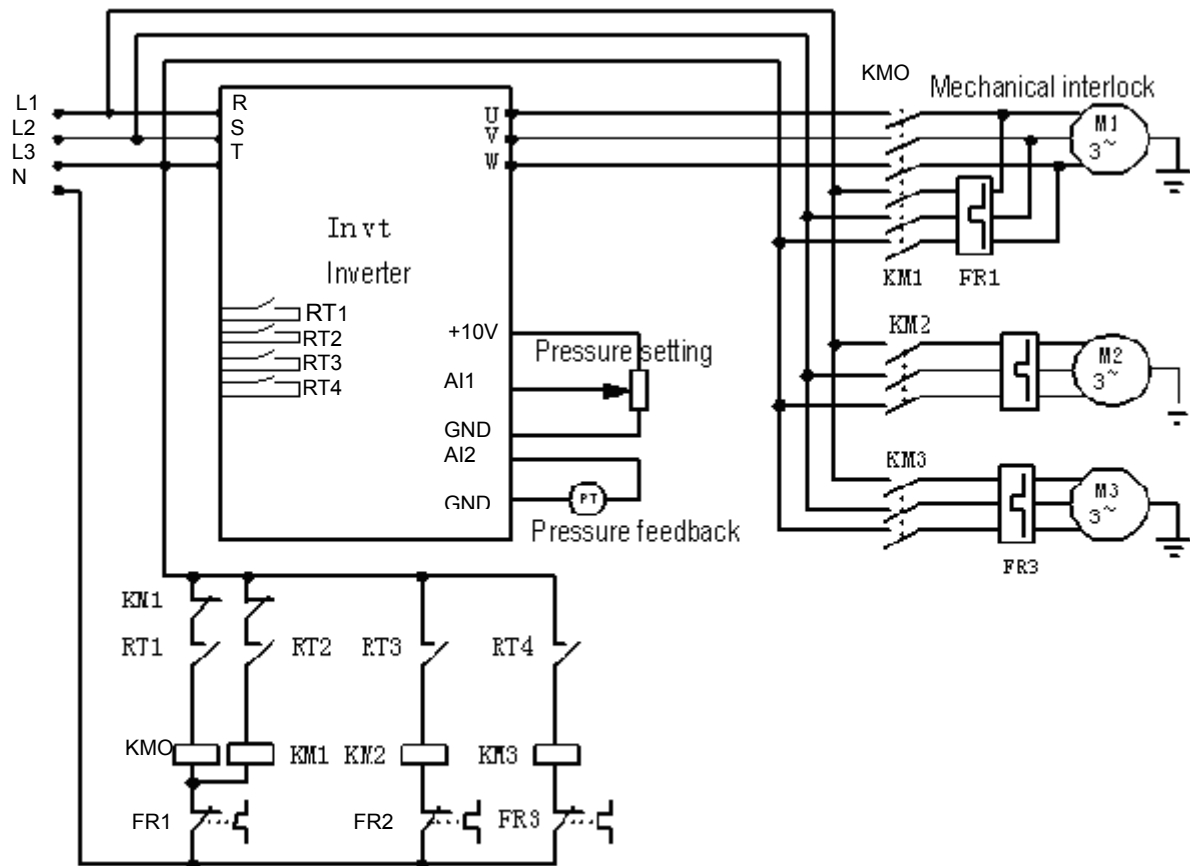 KMO
Mechanical interlock
L1
L2
L3
N
R
S
T
U
V
W
M1
3~
Invt
Inverter
KM1
FR1
RT1
RT2
RT3
RT4
+10V
Pressure setting
AI1
GND
AI2
GND
PT
Pressure feedback
KM2
M2
3~
KM3
M3
3~
FR3
KM1
RT1
RT2
RT3
RT4
KMO
KM1
KM2
KM3
FR1
FR2
FR3